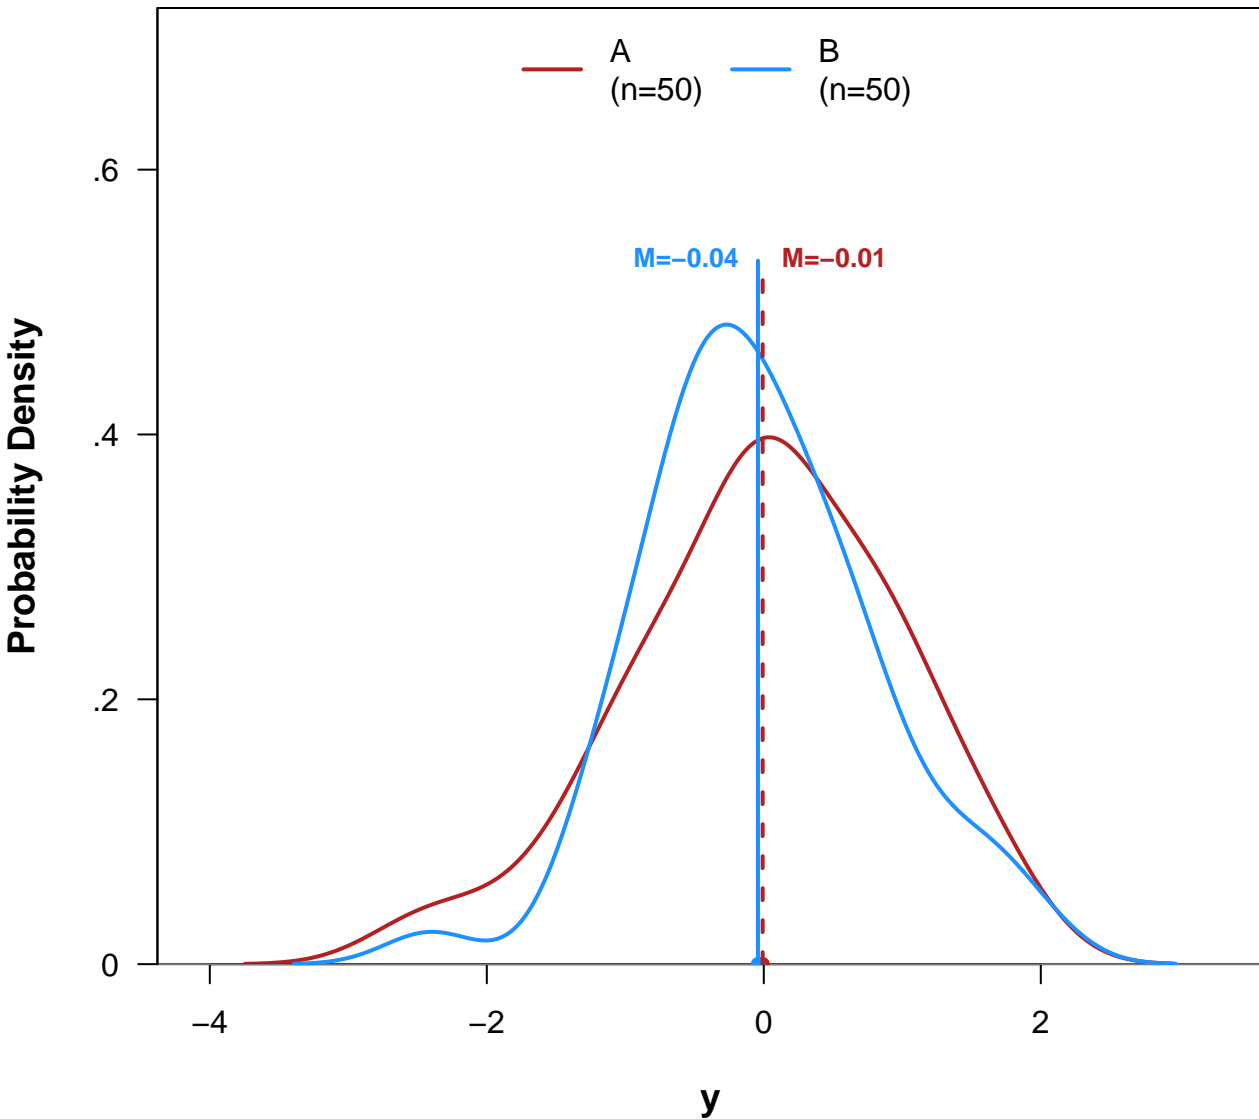 A
(n=50)
B
(n=50)
.6
M=−0.04
M=−0.01
Probability Density
.4
.2
0
−4
−2
0
2
y